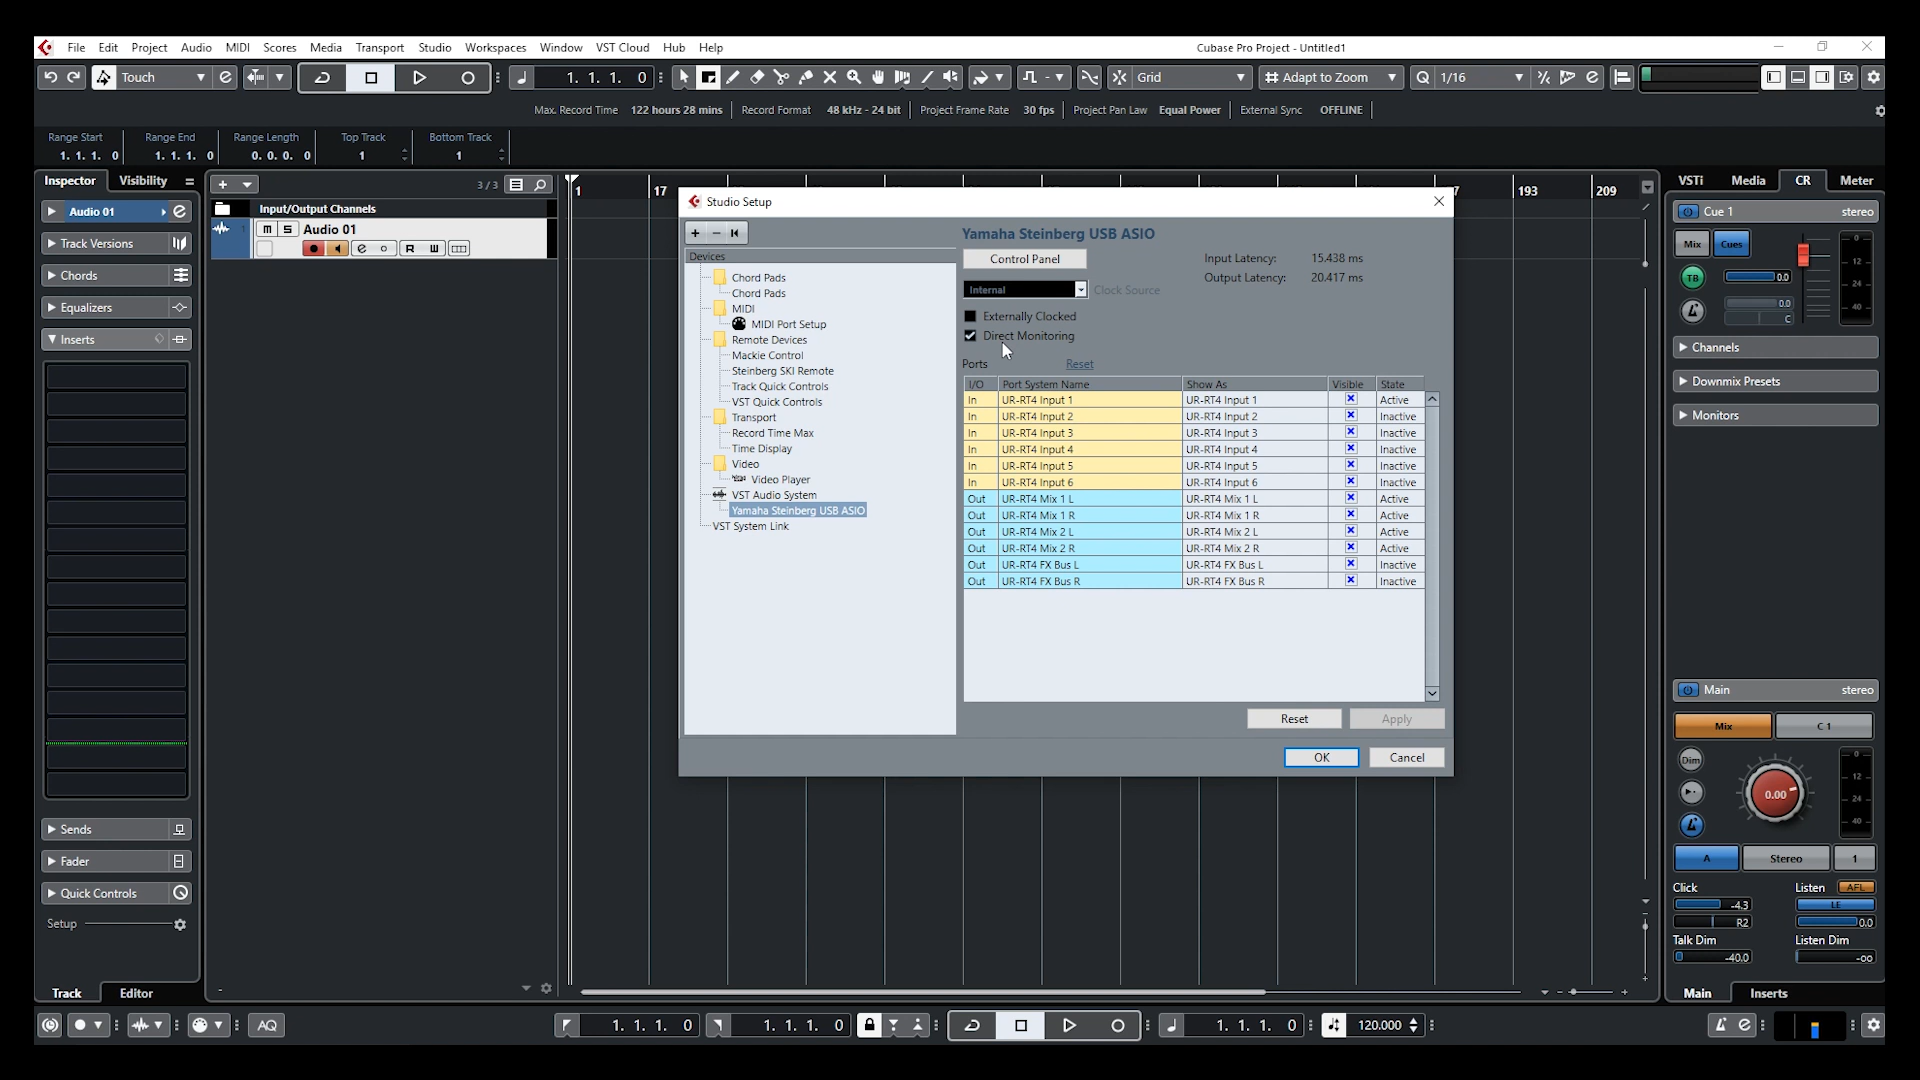 File Edit Project Audio MIDI Scores Media Transport Studio Workspaces Window VST Cloud Hub Help
Cubase Pro Project - Untitled1
Touch
1. 1. 1. 0
Grid
Adapt to Zoom
Q 1/16
Max. Record Time 122 hours 28 mins
Record Format 48 kHz - 24 bit
Project Frame Rate 30 fps
Project Pan Law Equal Power
External Sync OFFLINE
Range Start Range End Range Length Top Track Bottom Track
1. 1. 1. 0 1. 1. 1. 0 0. 0. 0. 0 1 1
Inspector Visibility
Audio 01
Track Versions
Chords
Equalizers
Inserts
Sends
Fader
Quick Controls
Setup
Track Editor
3 / 3
Input/Output Channels
1 m S Audio 01
e R W
1 17 193 209
Studio Setup
Devices
Chord Pads
Chord Pads
MIDI
MIDI Port Setup
Remote Devices
Mackie Control
Steinberg SKI Remote
Track Quick Controls
VST Quick Controls
Transport
Record Time Max
Time Display
Video
Video Player
VST Audio System
Yamaha Steinberg USB ASIO
VST System Link
Yamaha Steinberg USB ASIO
Control Panel
Input Latency: 15.438 ms
Output Latency: 20.417 ms
Internal Clock Source
Externally Clocked
Direct Monitoring
Ports Reset
I/O Port System Name Show As Visible State
In UR-RT4 Input 1 UR-RT4 Input 1 Active
In UR-RT4 Input 2 UR-RT4 Input 2 Inactive
In UR-RT4 Input 3 UR-RT4 Input 3 Inactive
In UR-RT4 Input 4 UR-RT4 Input 4 Inactive
In UR-RT4 Input 5 UR-RT4 Input 5 Inactive
In UR-RT4 Input 6 UR-RT4 Input 6 Inactive
Out UR-RT4 Mix 1 L UR-RT4 Mix 1 L Active
Out UR-RT4 Mix 1 R UR-RT4 Mix 1 R Active
Out UR-RT4 Mix 2 L UR-RT4 Mix 2 L Active
Out UR-RT4 Mix 2 R UR-RT4 Mix 2 R Active
Out UR-RT4 FX Bus L UR-RT4 FX Bus L Inactive
Out UR-RT4 FX Bus R UR-RT4 FX Bus R Inactive
Reset Apply
OK Cancel
VSTi Media CR Meter
Cue 1 stereo
Mix Cues
TB 0.0
0.0
C
0
12
24
40
Channels
Downmix Presets
Monitors
Main stereo
Mix C 1
Dim
0.00
0
12
24
40
A Stereo 1
Click Listen AFL
-4.3 LE
R2 0.0
Talk Dim Listen Dim
-40.0 -oo
Main Inserts
AQ
1. 1. 1. 0
1. 1. 1. 0
1. 1. 1. 0
120.000